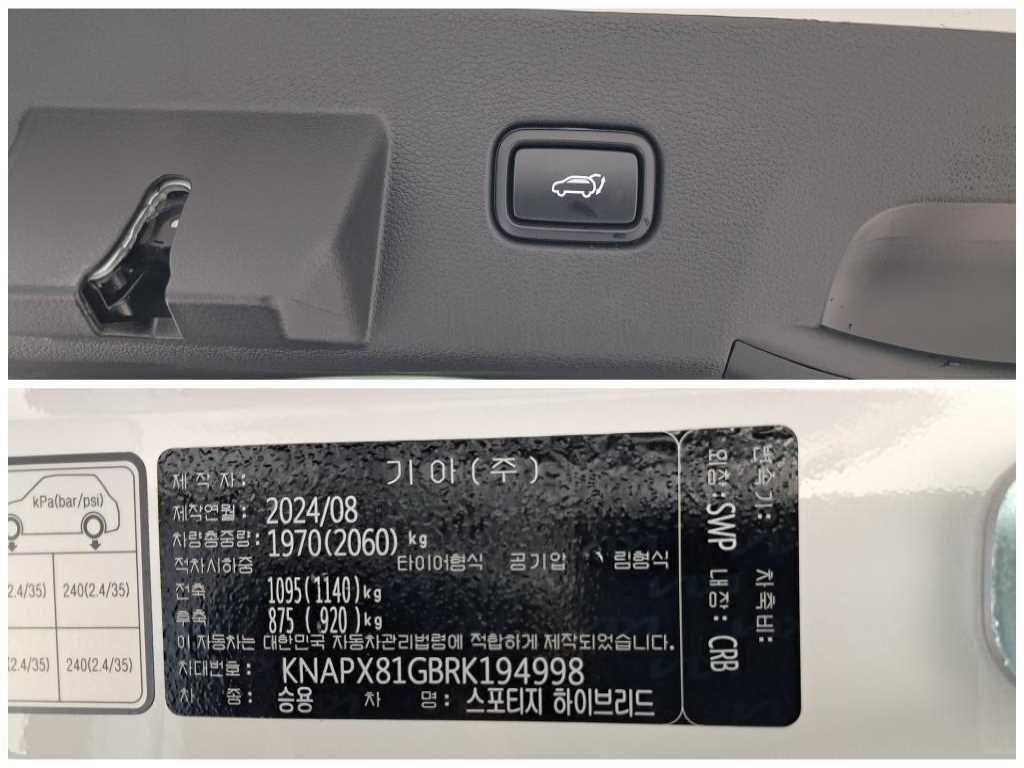 kPa(bar/psi)
2.4/35) 240(2.4/35)
2.4/35) 240(2.4/35)
제 작 자: 기 아 (주)
제작연월: 2024/08
차량총중량: 1970(2060) kg
적차시하중 타이어형식 공기압 림형식
전축 1095(1140)kg
후축 875 ( 920)kg
이 자동차는 대한민국 자동차관리법령에 적합하게 제작되었습니다.
차대번호: KNAPX81GBRK194998
차 종: 승용 차 명: 스포티지 하이브리드
변속기: 차축비:
외장:SWP 내장: CRB